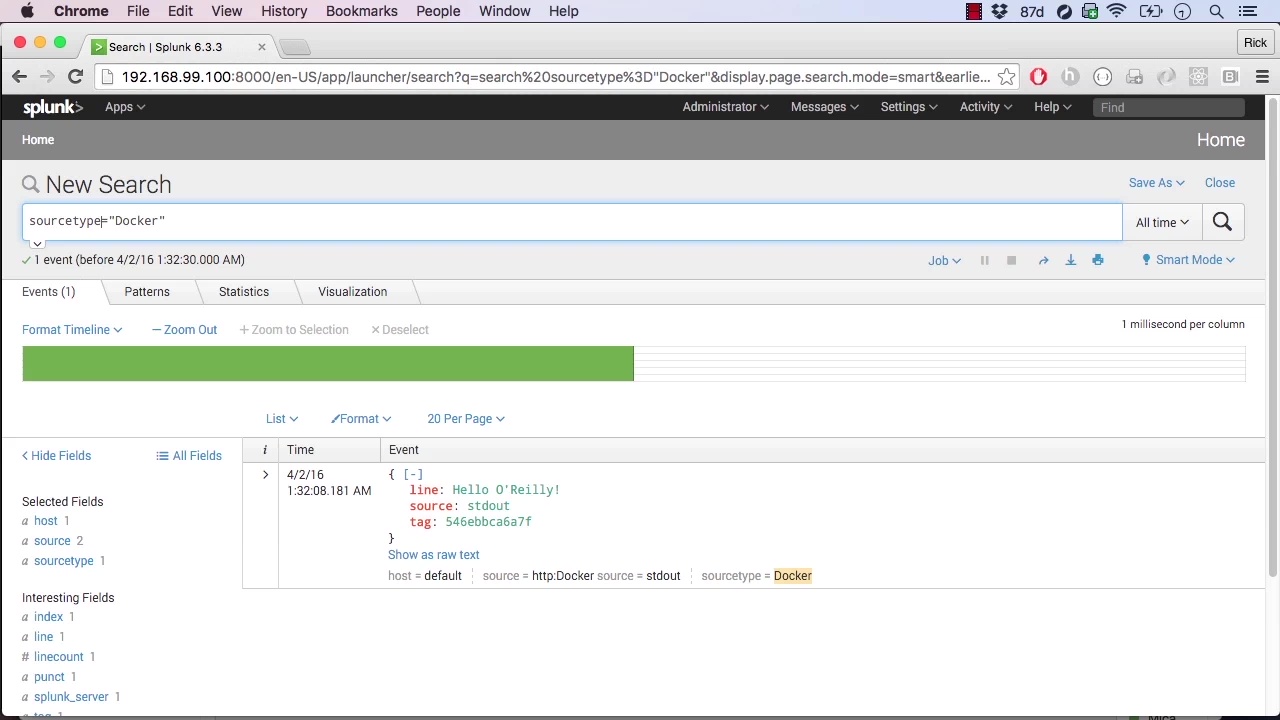 Chrome File Edit View History Bookmarks People Window Help 87d
Search | Splunk 6.3.3 Rick
192.168.99.100:8000/en-US/app/launcher/search?q=search%20sourcetype%3D"Docker"&display.page.search.mode=smart&earlie...
splunk> Apps Administrator Messages Settings Activity Help Find
Home Home
New Search Save As Close
sourcetype="Docker" All time
1 event (before 4/2/16 1:32:30.000 AM) Job Smart Mode
Events (1) Patterns Statistics Visualization
Format Timeline — Zoom Out + Zoom to Selection × Deselect 1 millisecond per column
List Format 20 Per Page
< Hide Fields All Fields i Time Event
Selected Fields
a host 1
a source 2
a sourcetype 1
Interesting Fields
a index 1
a line 1
# linecount 1
a punct 1
a splunk_server 1
a tag 1
> 4/2/16
1:32:08.181 AM
{ [-]
line: Hello O'Reilly!
source: stdout
tag: 546ebbca6a7f
}
Show as raw text
host = default source = http:Docker source = stdout sourcetype = Docker